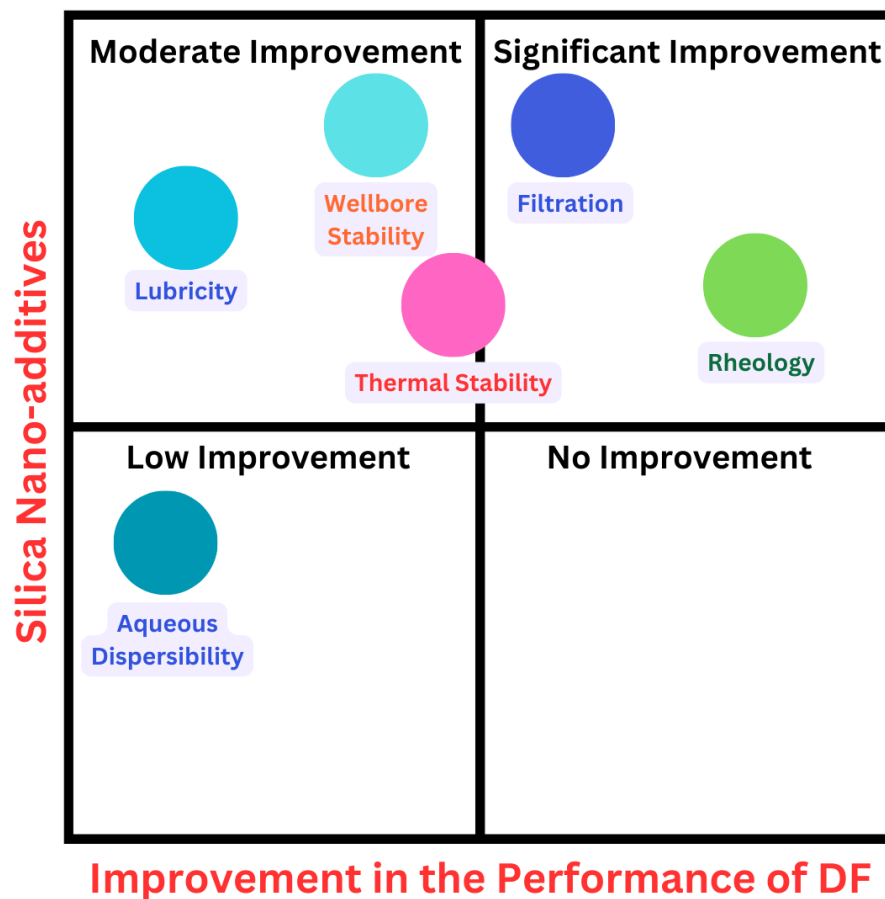 Moderate Improvement
Significant Improvement
Wellbore
Stability
Filtration
Lubricity
Rheology
Thermal Stability
Low Improvement
No Improvement
Aqueous
Dispersibility
Silica Nano-additives
Improvement in the Performance of DF